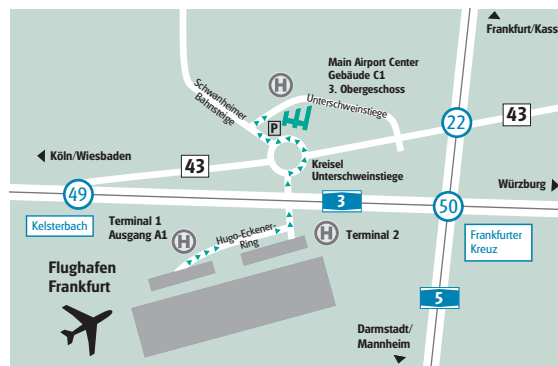 Frankfurt/Kass
Main Airport Center
Gebäude C1
3. Obergeschoss
H
Schwanheimer
Bahnsteige
Unterschweinstiege
P
22
43
Köln/Wiesbaden
43
Kreisel
Unterschweinstiege
Würzburg
49
3
50
Kelsterbach
Terminal 1
Ausgang A1
H
Hugo-Eckener-
Ring
H
Terminal 2
Frankfurter
Kreuz
Flughafen
Frankfurt
5
Darmstadt/
Mannheim